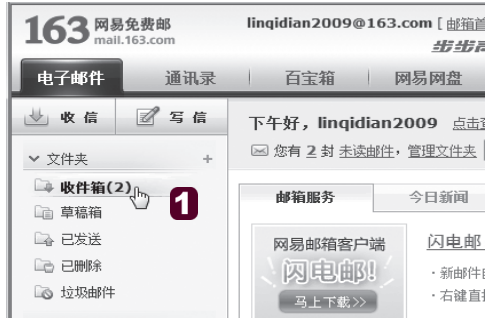 163 网易免费邮
mail.163.com
linqidian2009@163.com [ 邮箱首
步步高
电子邮件 通讯录 百宝箱 网易网盘
收信 写信
下午好，linqidian2009 点击查
您有 2 封 未读邮件，管理文件夹
文件夹 +
收件箱(2)
1
草稿箱
已发送
已删除
垃圾邮件
邮箱服务 今日新闻
网易邮箱客户端
闪电邮!
马上下载>>
闪电邮
· 新邮件自
· 右键直接